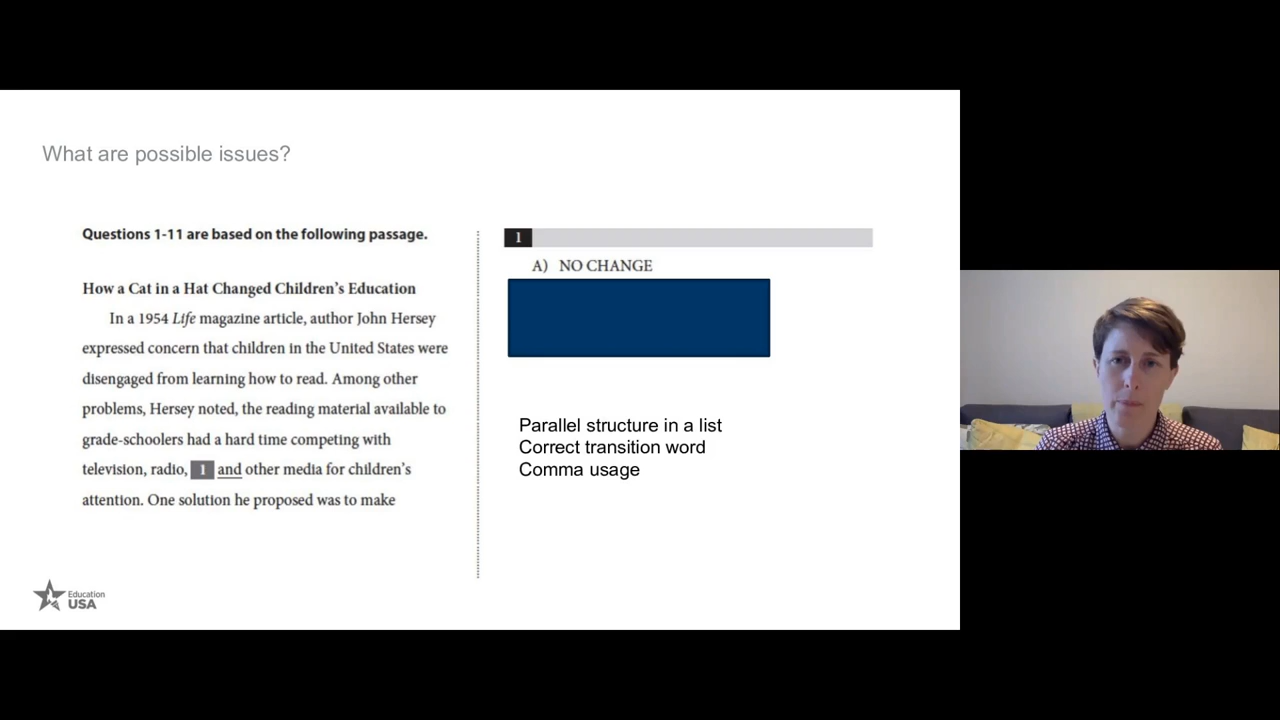 What are possible issues?
Questions 1-11 are based on the following passage.
How a Cat in a Hat Changed Children's Education
In a 1954 Life magazine article, author John Hersey
expressed concern that children in the United States were
disengaged from learning how to read. Among other
problems, Hersey noted, the reading material available to
grade-schoolers had a hard time competing with
television, radio, 1 and other media for children's
attention. One solution he proposed was to make
1
A) NO CHANGE
Parallel structure in a list
Correct transition word
Comma usage
Education
USA